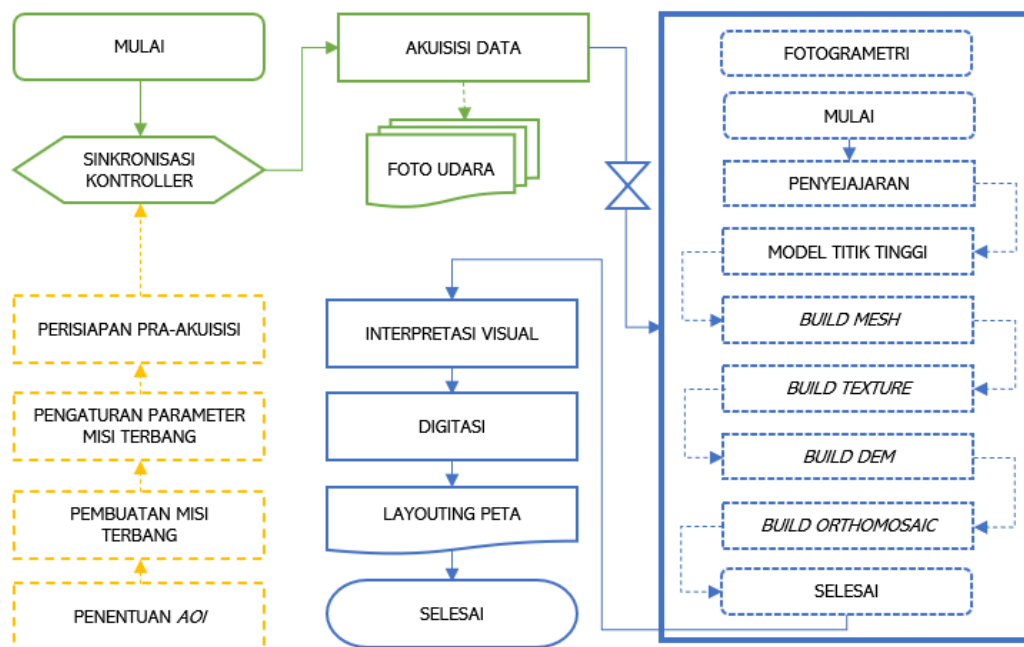 MULAI
SINKRONISASI
KONTROLLER
AKUISISI DATA
FOTO UDARA
PERISIAPAN PRA-AKUISISI
PENGATURAN PARAMETER
MISI TERBANG
PEMBUATAN MISI
TERBANG
PENENTUAN AOI
INTERPRETASI VISUAL
DIGITASI
LAYOUTING PETA
SELESAI
FOTOGRAMETRI
MULAI
PENYEJAJARAN
MODEL TITIK TINGGI
BUILD MESH
BUILD TEXTURE
BUILD DEM
BUILD ORTHOMOSAIC
SELESAI